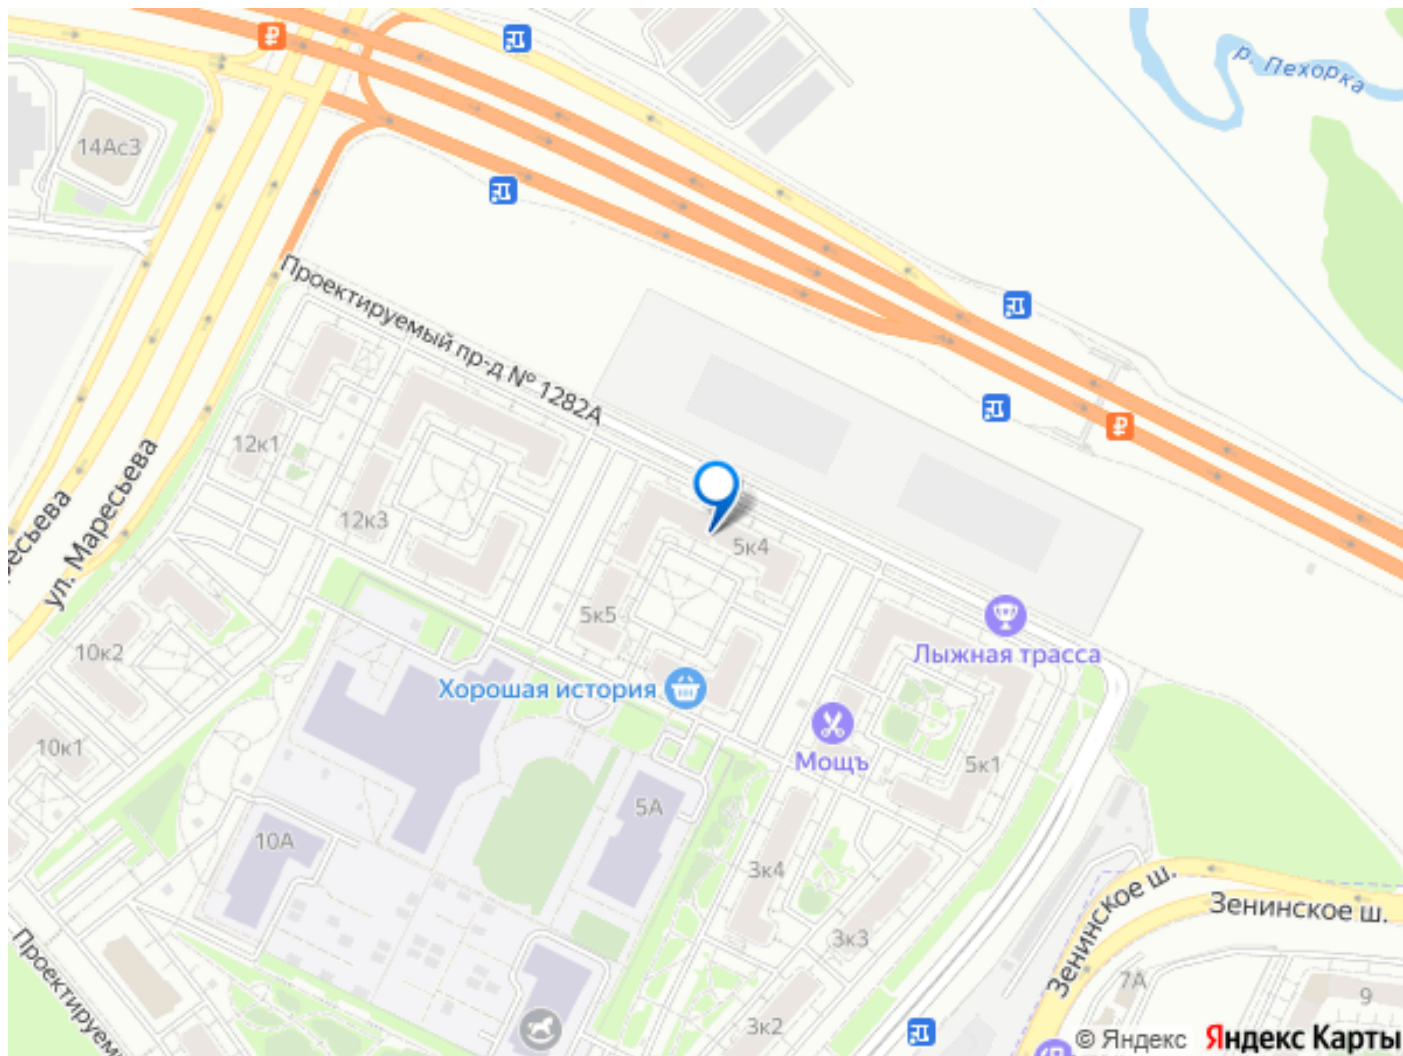 р. Пехорка
14Ас3
Проектируемый пр-д № 1282А
12к1
12к3
ул. Маресьева
есьева
5к4
5к5
10к2
Лыжная трасса
Хорошая история
10к1
Мощъ
5к1
5А
10А
3к4
3к3
Зенинское ш.
Зенинское ш.
Проектируем
7А
9
3к2
© Яндекс Яндекс Карты